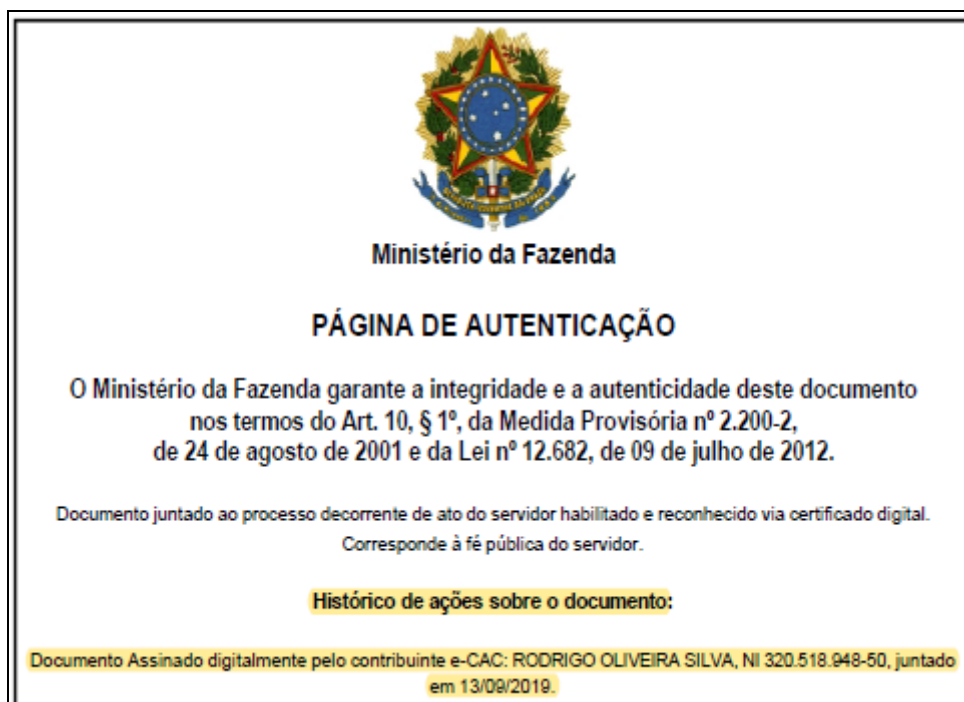 Ministério da Fazenda
PÁGINA DE AUTENTICAÇÃO
O Ministério da Fazenda garante a integridade e a autenticidade deste documento
nos termos do Art. 10, § 1º, da Medida Provisória nº 2.200-2,
de 24 de agosto de 2001 e da Lei nº 12.682, de 09 de julho de 2012.
Documento juntado ao processo decorrente de ato do servidor habilitado e reconhecido via certificado digital.
Corresponde à fé pública do servidor.
Histórico de ações sobre o documento:
Documento Assinado digitalmente pelo contribuinte e-CAC: RODRIGO OLIVEIRA SILVA, NI 320.518.948-50, juntado
em 13/09/2019.